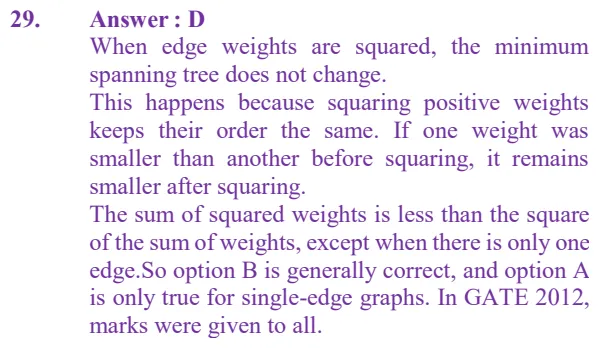 29. Answer : D
When edge weights are squared, the minimum
spanning tree does not change.
This happens because squaring positive weights
keeps their order the same. If one weight was
smaller than another before squaring, it remains
smaller after squaring.
The sum of squared weights is less than the square
of the sum of weights, except when there is only one
edge.So option B is generally correct, and option A
is only true for single-edge graphs. In GATE 2012,
marks were given to all.